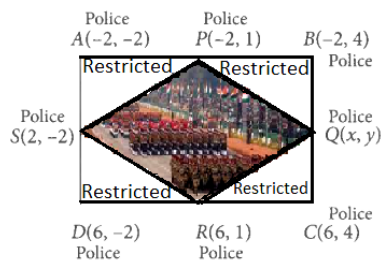 Police Police
A(−2, −2) P(−2, 1) B(−2, 4)
Restricted Restricted Police
Police Police
S(2, −2) Q(x, y)
Restricted Restricted
Police
D(6, −2) R(6, 1) C(6, 4)
Police Police